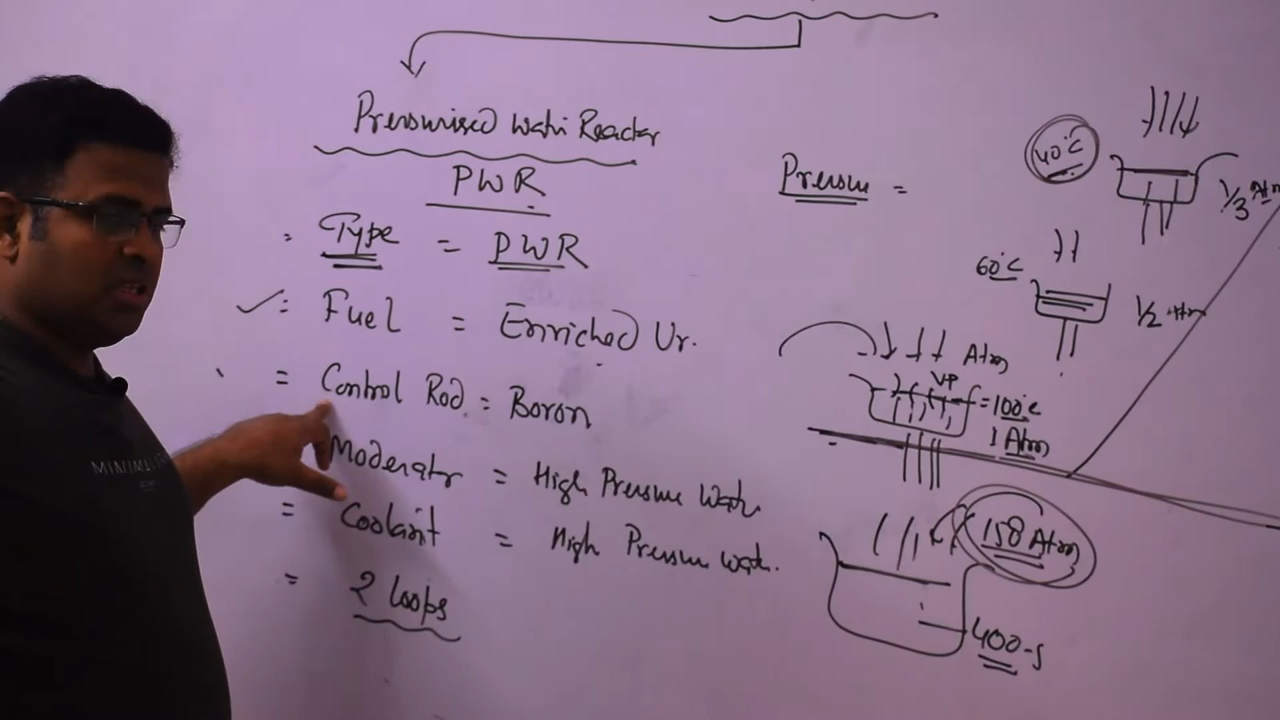 Pressurised Water Reactor
PWR
Type = PWR
Fuel = Enriched Ur.
Control Rod = Boron
Moderator = High Pressure Water
= Coolant = High Pressure Water.
= 2 loops
Pressure =
40°C
1/3 Atm
60°C
1/2 Atm
Atm
VP
= 100°C
1 Atm
158 Atm
400-s
MINIMAL